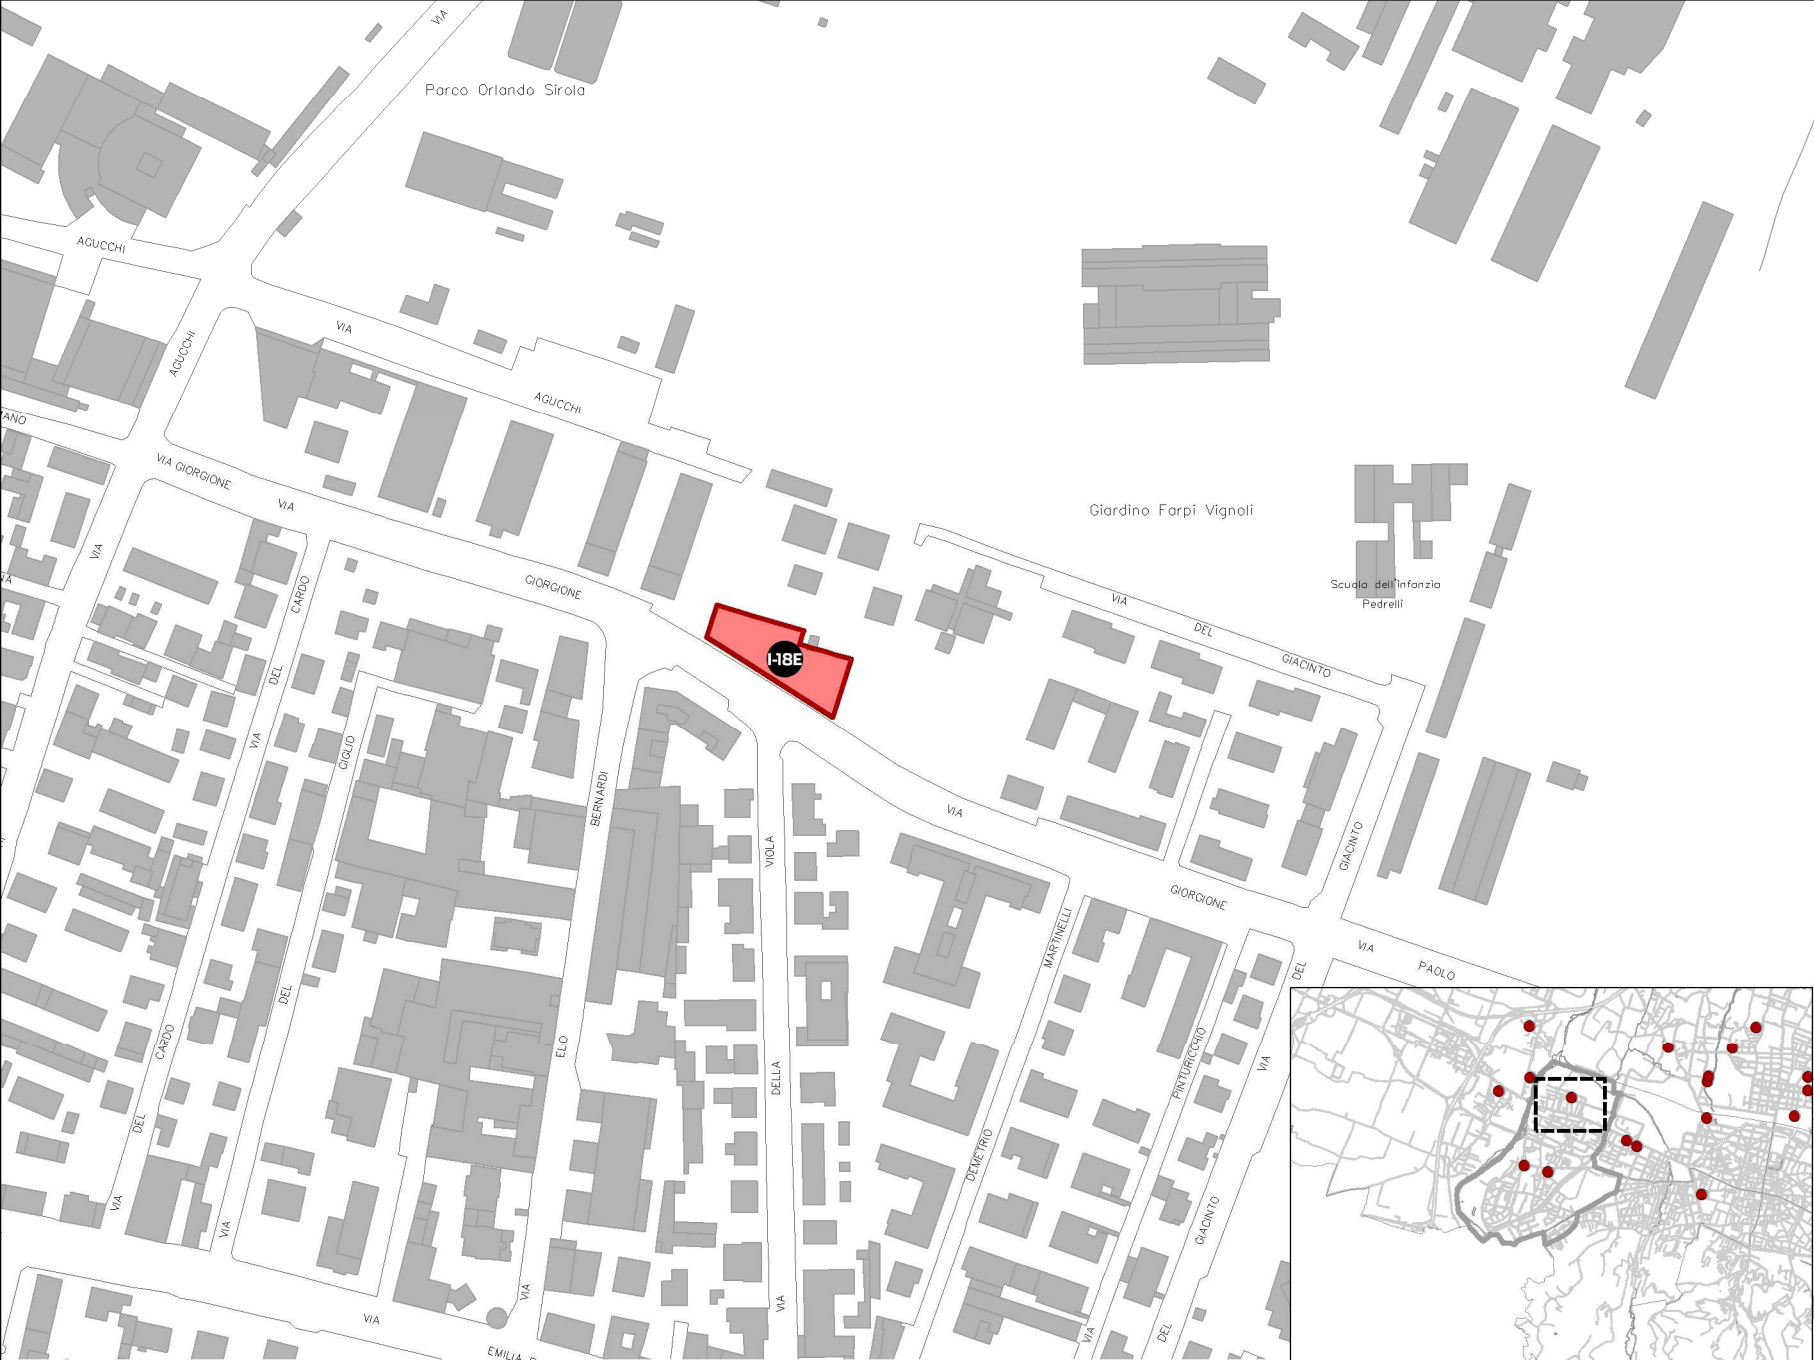 VIA
Parco Orlando Sirola
AGUCCHI
VIA
AGUCCHI
AGUCCHI
VIA GIORGIONE
VIA
Giardino Farpi Vignoli
VIA
GIORGIONE
CARDO
Scuola dell'infanzia
Pedrelli
VIA
DEL
GIACINTO
I-18E
DEL
VIA
GIGLIO
BERNARDI
VIA
VIOLA
GIACINTO
GIORGIONE
MARTINELLI
VIA
PAOLO
DEL
DEL
CARDO
ELO
DELLA
PINTURICCHIO
VIA
DEL
DEMETRIO
VIA
VIA
GIACINTO
VIA
VIA
VIA
VIA
DEL
EMILIA